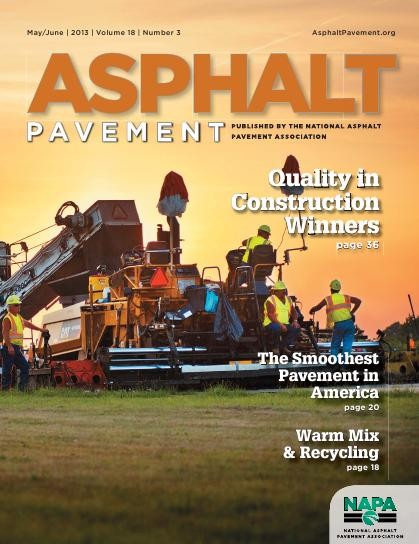 May/June | 2013 | Volume 18 | Number 3
AsphaltPavement.org
ASPHALT
PAVEMENT
PUBLISHED BY THE NATIONAL ASPHALT
PAVEMENT ASSOCIATION
Quality in
Construction
Winners
page 36
The Smoothest
Pavement in
America
page 20
Warm Mix
& Recycling
page 18
NAPA
NATIONAL ASPHALT
PAVEMENT ASSOCIATION